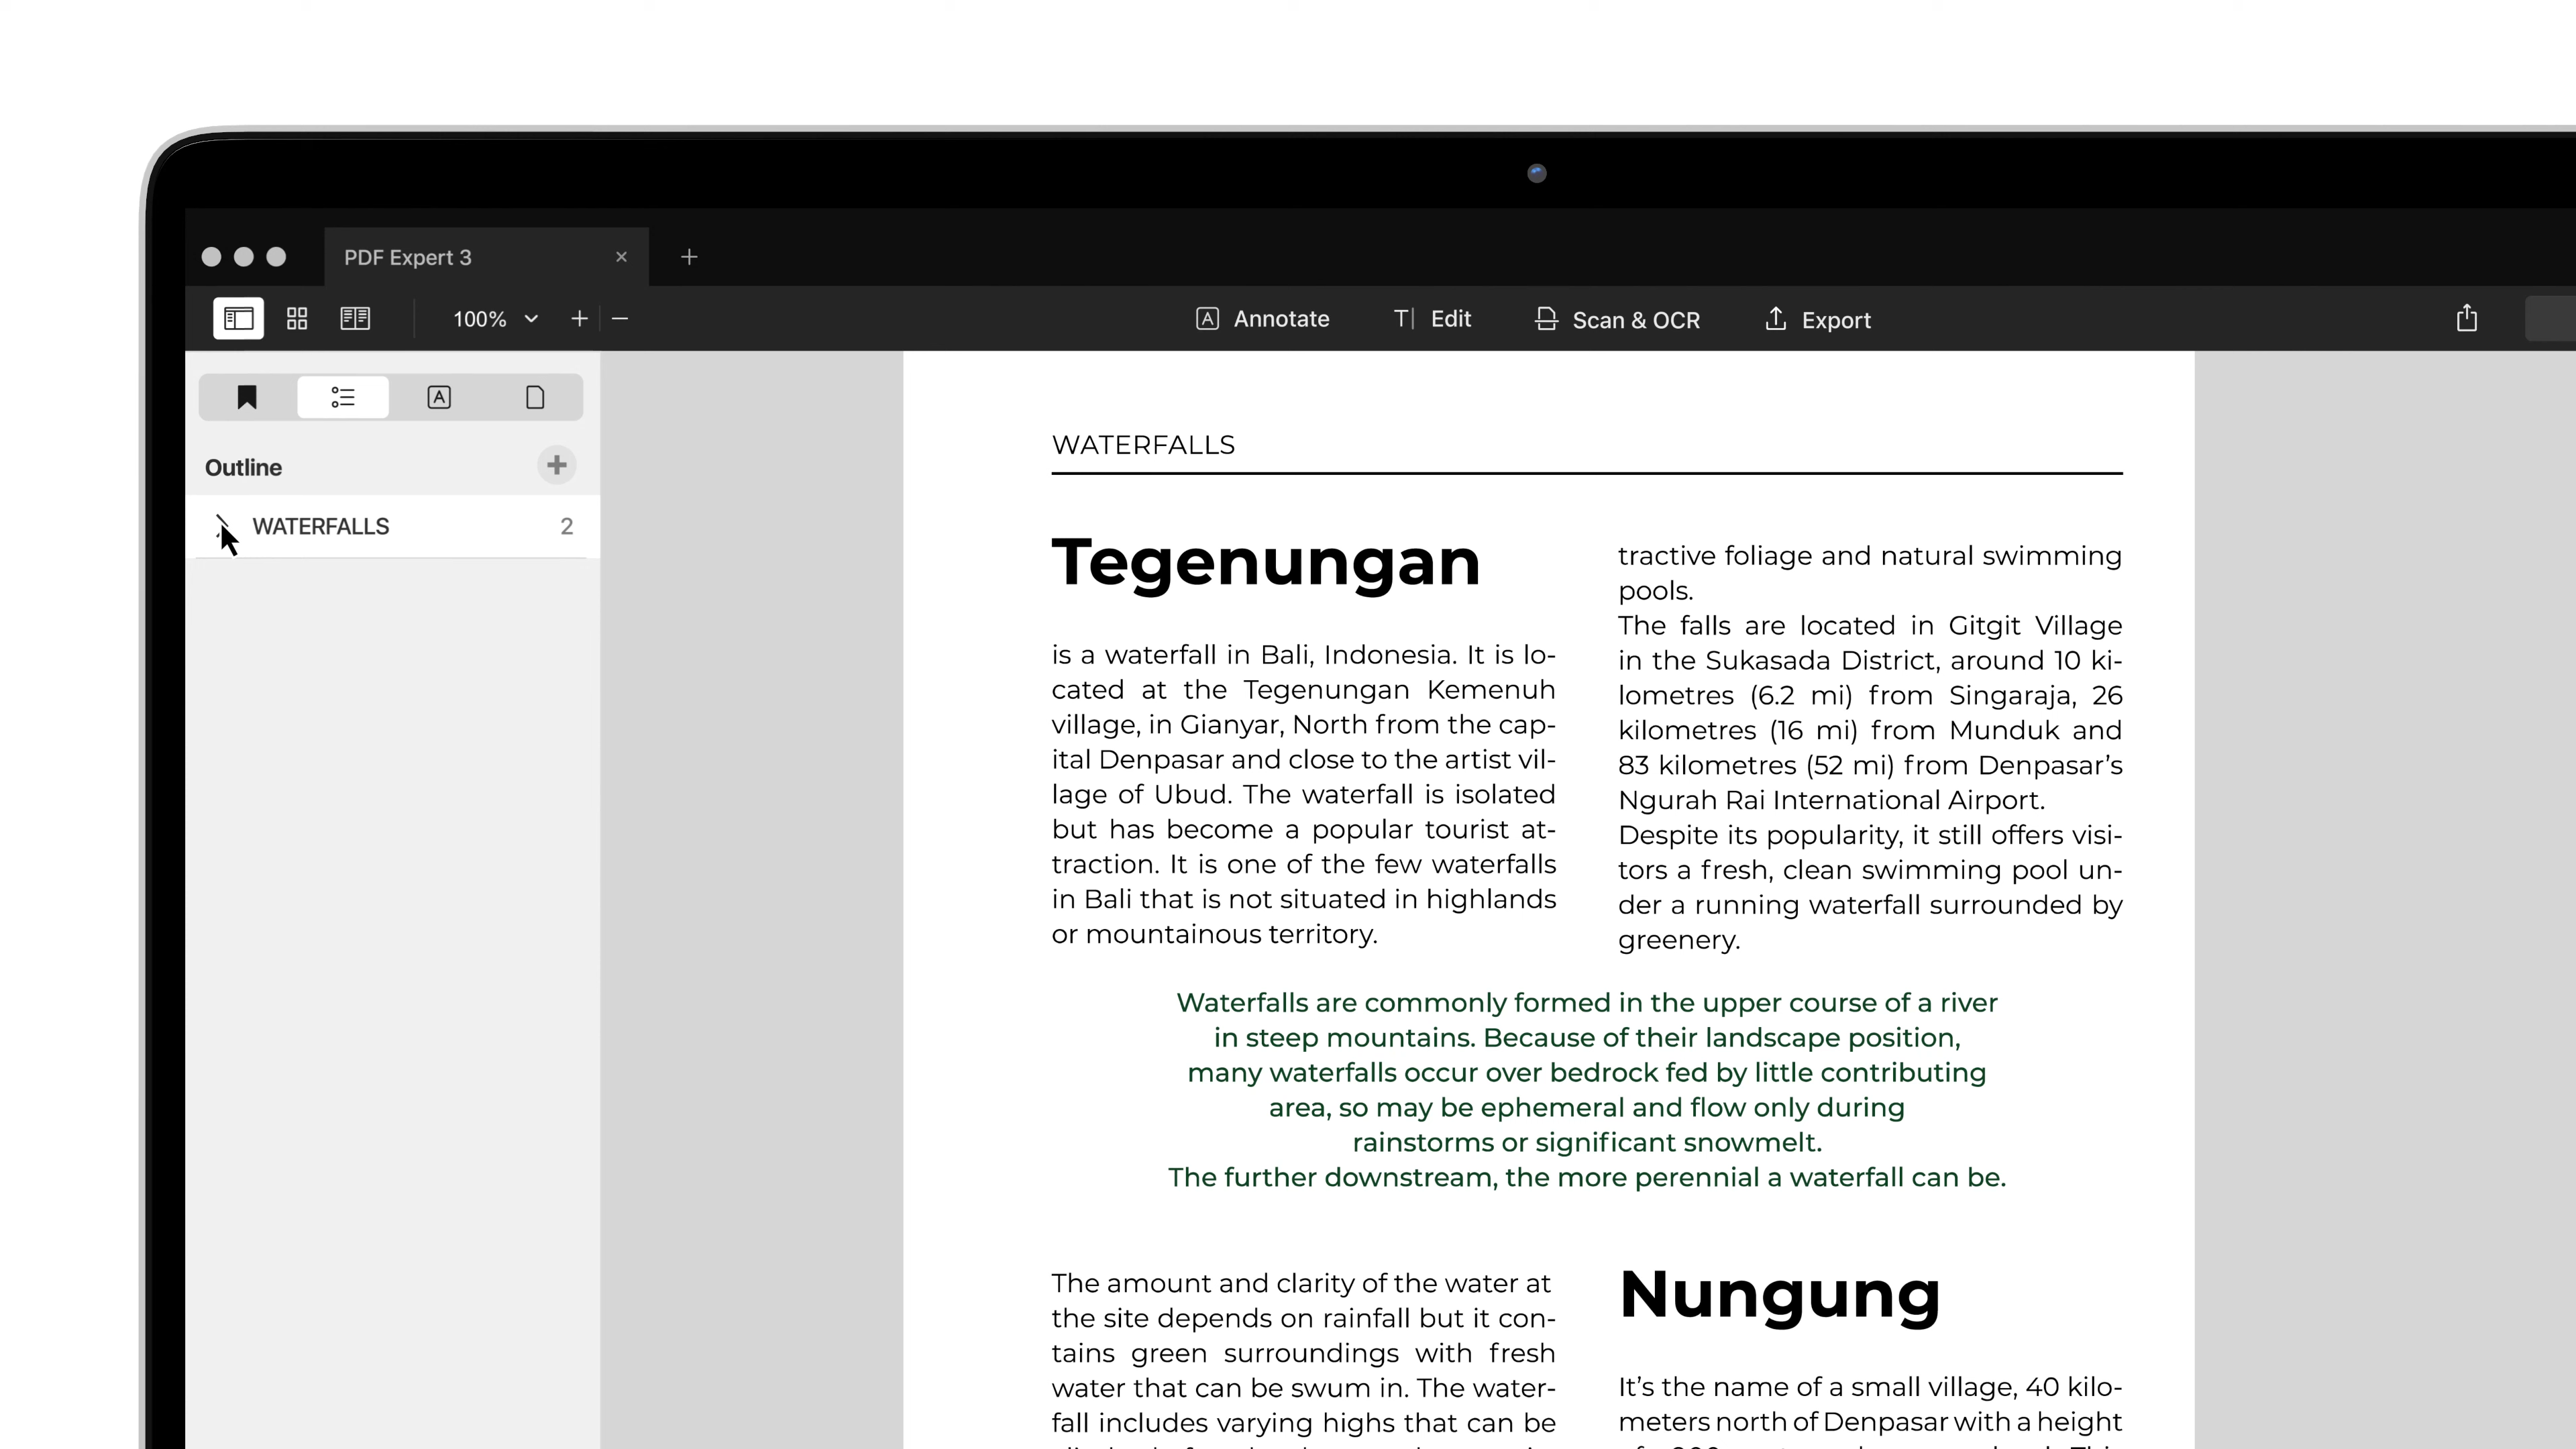 PDF Expert 3
100%
Annotate
Edit
Scan & OCR
Export
Outline
WATERFALLS 2
WATERFALLS
Tegenungan
is a waterfall in Bali, Indonesia. It is lo-
cated at the Tegenungan Kemenuh
village, in Gianyar, North from the cap-
ital Denpasar and close to the artist vil-
lage of Ubud. The waterfall is isolated
but has become a popular tourist at-
traction. It is one of the few waterfalls
in Bali that is not situated in highlands
or mountainous territory.
tractive foliage and natural swimming
pools.
The falls are located in Gitgit Village
in the Sukasada District, around 10 ki-
lometres (6.2 mi) from Singaraja, 26
kilometres (16 mi) from Munduk and
83 kilometres (52 mi) from Denpasar’s
Ngurah Rai International Airport.
Despite its popularity, it still offers visi-
tors a fresh, clean swimming pool un-
der a running waterfall surrounded by
greenery.
Waterfalls are commonly formed in the upper course of a river
in steep mountains. Because of their landscape position,
many waterfalls occur over bedrock fed by little contributing
area, so may be ephemeral and flow only during
rainstorms or significant snowmelt.
The further downstream, the more perennial a waterfall can be.
The amount and clarity of the water at
the site depends on rainfall but it con-
tains green surroundings with fresh
water that can be swum in. The water-
fall includes varying highs that can be
Nungung
It’s the name of a small village, 40 kilo-
meters north of Denpasar with a height